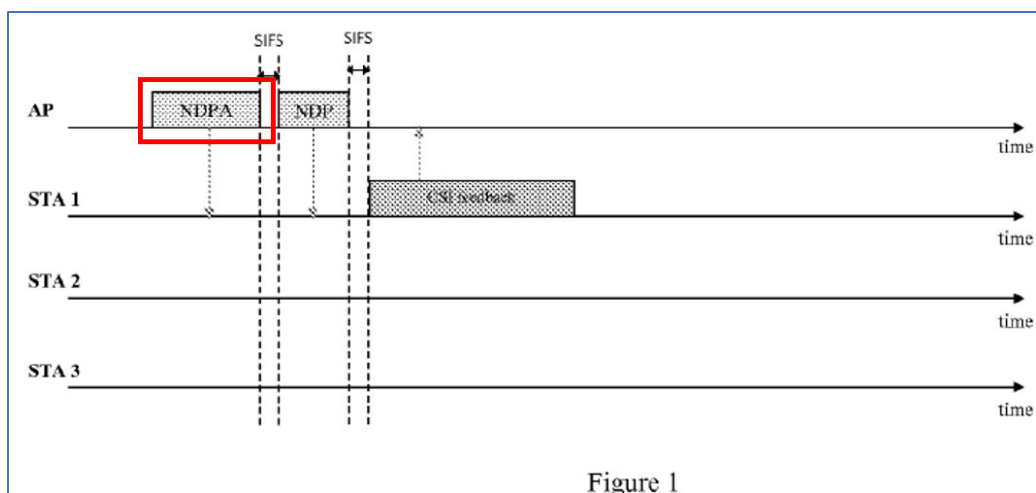 SIFS SIFS
AP NDPA NDP
time
STA 1 CSI feedback
time
STA 2
time
STA 3
time
Figure 1